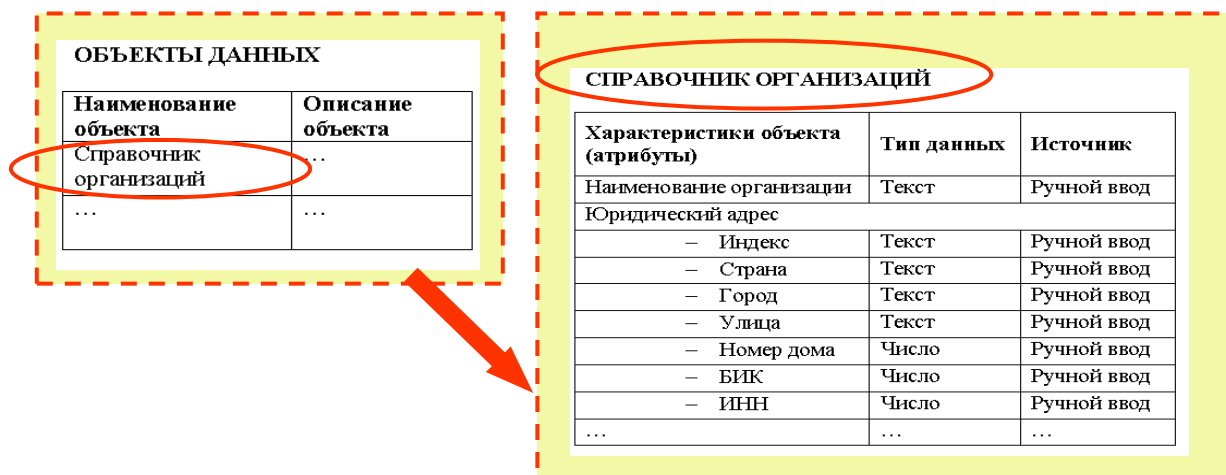 ОБЪЕКТЫ ДАННЫХ
Наименование объекта Описание объекта
Справочник организаций …
… …
СПРАВОЧНИК ОРГАНИЗАЦИЙ
Характеристики объекта (атрибуты) Тип данных Источник
Наименование организации Текст Ручной ввод
Юридический адрес
– Индекс Текст Ручной ввод
– Страна Текст Ручной ввод
– Город Текст Ручной ввод
– Улица Текст Ручной ввод
– Номер дома Число Ручной ввод
– БИК Число Ручной ввод
– ИНН Число Ручной ввод
… … …